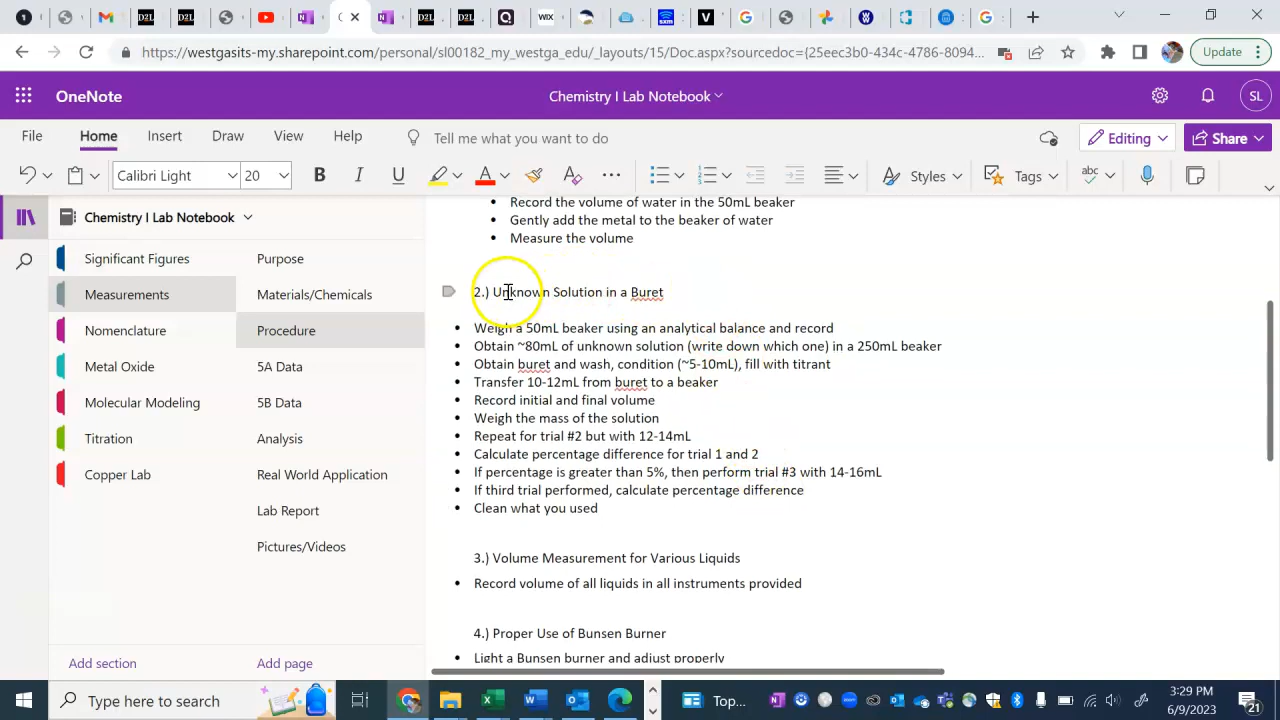 https://westgasits-my.sharepoint.com/personal/sl00182_my_westga_edu/_layouts/15/Doc.aspx?sourcedoc={25eec3b0-434c-4786-8094...
Update
OneNote
Chemistry I Lab Notebook
SL
File
Home
Insert
Draw
View
Help
Tell me what you want to do
Editing
Share
Calibri Light
20
B
I
U
A
Styles
Tags
abc
Chemistry I Lab Notebook
Significant Figures
Measurements
Nomenclature
Metal Oxide
Molecular Modeling
Titration
Copper Lab
Add section
Purpose
Materials/Chemicals
Procedure
5A Data
5B Data
Analysis
Real World Application
Lab Report
Pictures/Videos
Add page
• Record the volume of water in the 50mL beaker
• Gently add the metal to the beaker of water
• Measure the volume
2.) Unknown Solution in a Buret
• Weigh a 50mL beaker using an analytical balance and record
• Obtain ~80mL of unknown solution (write down which one) in a 250mL beaker
• Obtain buret and wash, condition (~5-10mL), fill with titrant
• Transfer 10-12mL from buret to a beaker
• Record initial and final volume
• Weigh the mass of the solution
• Repeat for trial #2 but with 12-14mL
• Calculate percentage difference for trial 1 and 2
• If percentage is greater than 5%, then perform trial #3 with 14-16mL
• If third trial performed, calculate percentage difference
• Clean what you used
3.) Volume Measurement for Various Liquids
• Record volume of all liquids in all instruments provided
4.) Proper Use of Bunsen Burner
• Light a Bunsen burner and adjust properly
Type here to search
Top...
3:29 PM
6/9/2023
21